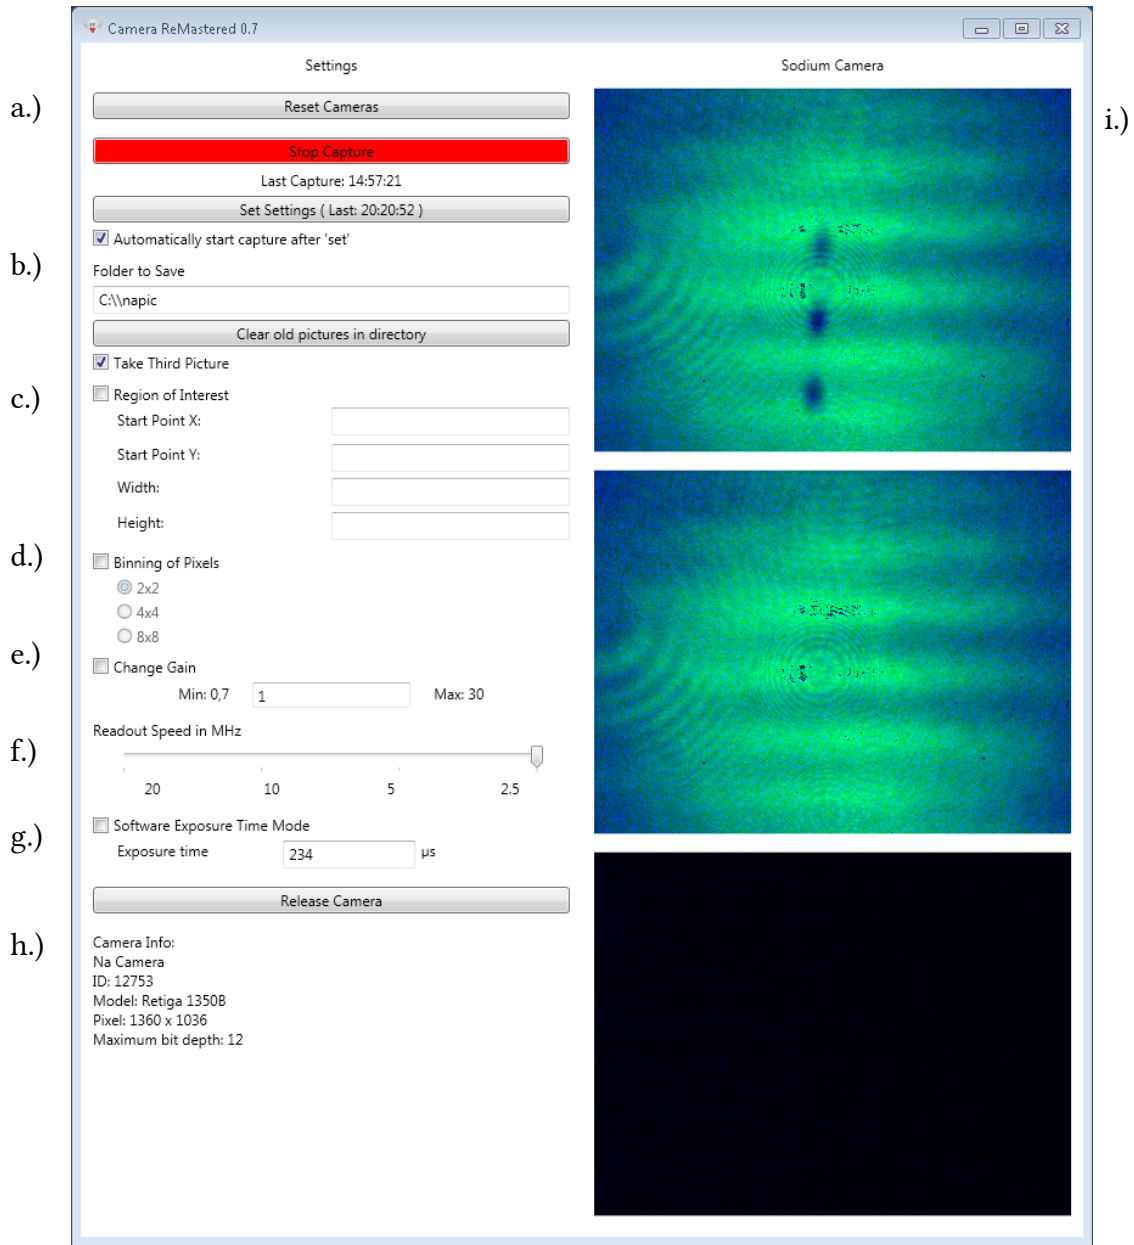 Camera ReMastered 0.7
Settings
Sodium Camera
a.)
Reset Cameras
i.)
Stop Capture
Last Capture: 14:57:21
Set Settings ( Last: 20:20:52 )
Automatically start capture after 'set'
b.)
Folder to Save
C:\\napic
Clear old pictures in directory
Take Third Picture
c.)
Region of Interest
Start Point X:
Start Point Y:
Width:
Height:
d.)
Binning of Pixels
2x2
4x4
8x8
e.)
Change Gain
Min: 0,7 1 Max: 30
Readout Speed in MHz
f.)
20 10 5 2.5
g.)
Software Exposure Time Mode
Exposure time 234 µs
Release Camera
h.)
Camera Info:
Na Camera
ID: 12753
Model: Retiga 1350B
Pixel: 1360 x 1036
Maximum bit depth: 12